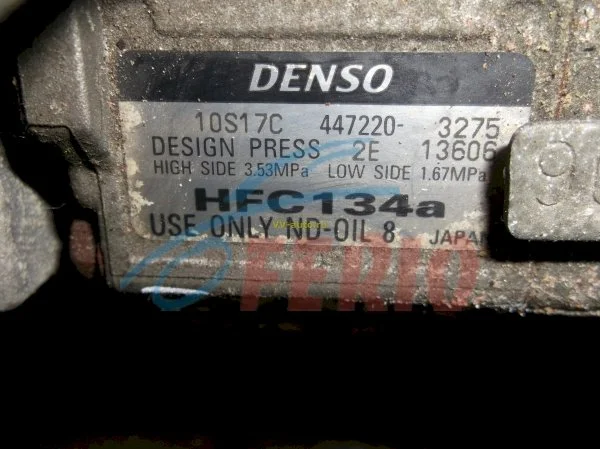 DENSO
10S17C 447220- 3275
DESIGN PRESS 2E 13606
HIGH SIDE 3.53MPa LOW SIDE 1.67MPa
HFC134a
USE ONLY ND-OIL 8 JAPAN
FERIO